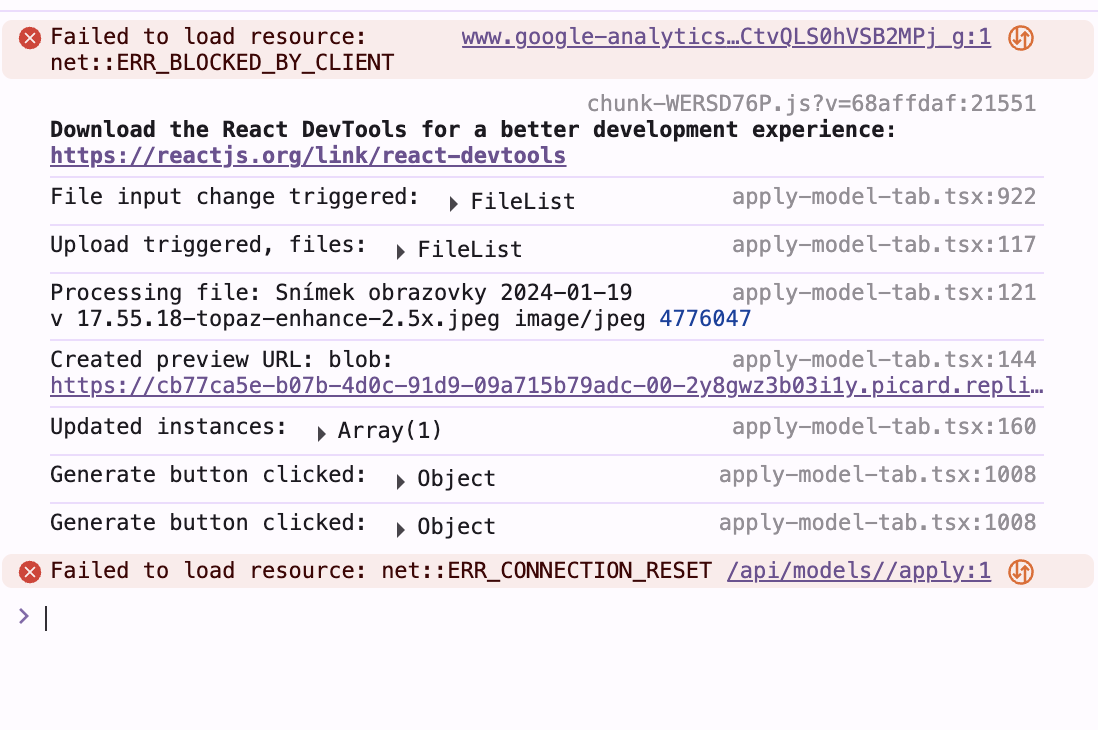 Failed to load resource: www.google-analytics…CtvQLS0hVSB2MPj_g:1
net::ERR_BLOCKED_BY_CLIENT
chunk-WERSD76P.js?v=68affdaf:21551
Download the React DevTools for a better development experience:
https://reactjs.org/link/react-devtools
File input change triggered: ▶ FileList apply-model-tab.tsx:922
Upload triggered, files: ▶ FileList apply-model-tab.tsx:117
Processing file: Snímek obrazovky 2024-01-19 apply-model-tab.tsx:121
v 17.55.18-topaz-enhance-2.5x.jpeg image/jpeg 4776047
Created preview URL: blob: apply-model-tab.tsx:144
https://cb77ca5e-b07b-4d0c-91d9-09a715b79adc-00-2y8gwz3b03i1y.picard.repli…
Updated instances: ▶ Array(1) apply-model-tab.tsx:160
Generate button clicked: ▶ Object apply-model-tab.tsx:1008
Generate button clicked: ▶ Object apply-model-tab.tsx:1008
Failed to load resource: net::ERR_CONNECTION_RESET /api/models//apply:1